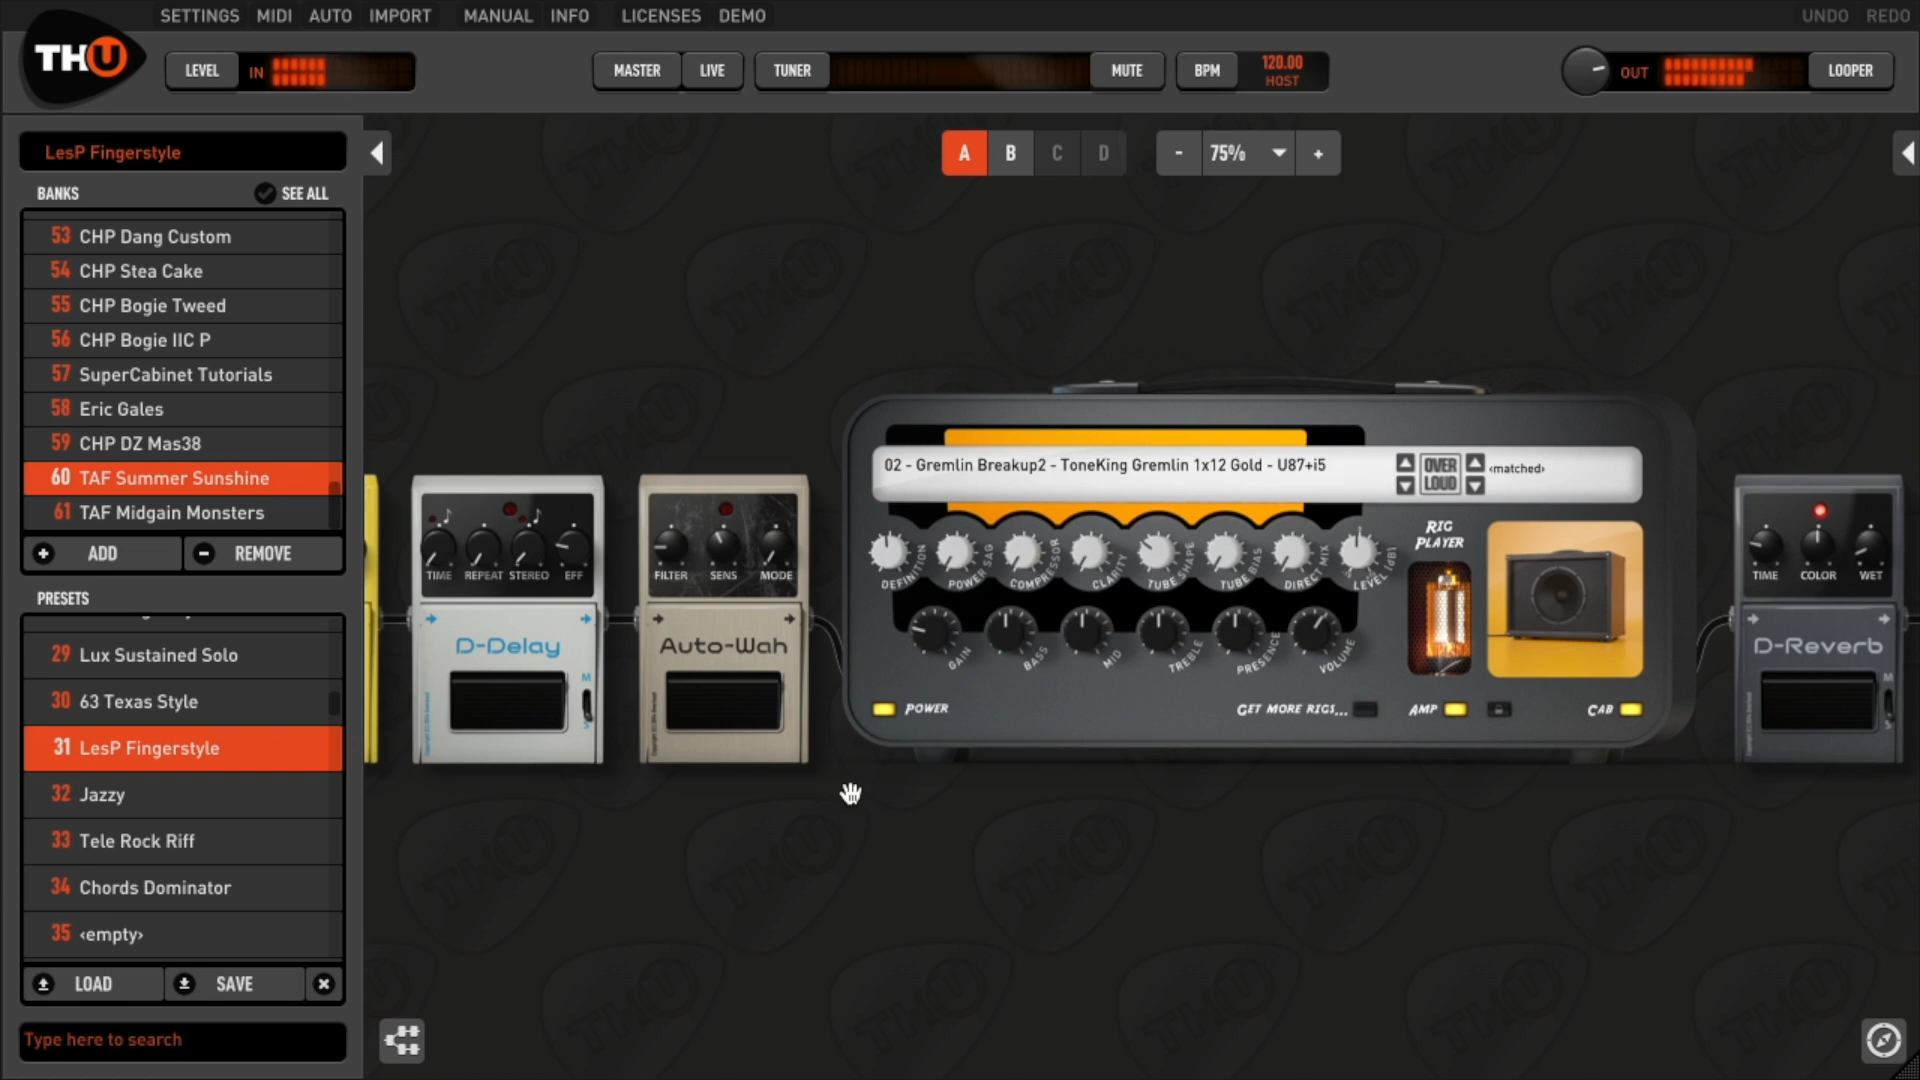 SETTINGS MIDI AUTO IMPORT MANUAL INFO LICENSES DEMO UNDO REDO
THU
LEVEL IN MASTER LIVE TUNER MUTE BPM 120.00 HOST OUT LOOPER
LesP Fingerstyle
A B C D - 75% +
BANKS SEE ALL
53 CHP Dang Custom
54 CHP Stea Cake
55 CHP Bogie Tweed
56 CHP Bogie IIC P
57 SuperCabinet Tutorials
58 Eric Gales
59 CHP DZ Mas38
60 TAF Summer Sunshine
61 TAF Midgain Monsters
+ ADD - REMOVE
PRESETS
29 Lux Sustained Solo
30 63 Texas Style
31 LesP Fingerstyle
32 Jazzy
33 Tele Rock Riff
34 Chords Dominator
35 <empty>
LOAD SAVE
Type here to search
TIME REPEAT STEREO EFF
D-Delay
M
S
FILTER SENS MODE
Auto-Wah
02 - Gremlin Breakup2 - ToneKing Gremlin 1x12 Gold - U87+i5
OVER LOUD
<matched>
DEFINITION POWER SAG COMPRESSOR CLARITY TUBE SHAPE TUBE BIAS DIRECT MIX LEVEL (dB)
RIG PLAYER
GAIN BASS MID TREBLE PRESENCE VOLUME
POWER GET MORE RIGS... AMP CAB
TIME COLOR WET
D-Reverb
M
S